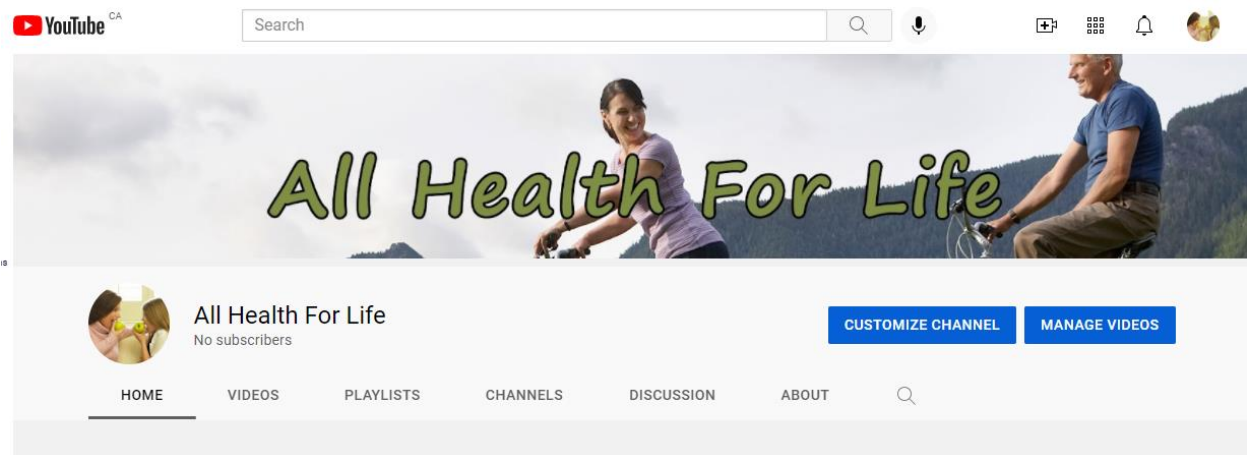 YouTube CA
Search
All Health For Life
All Health For Life
No subscribers
CUSTOMIZE CHANNEL
MANAGE VIDEOS
HOME
VIDEOS
PLAYLISTS
CHANNELS
DISCUSSION
ABOUT